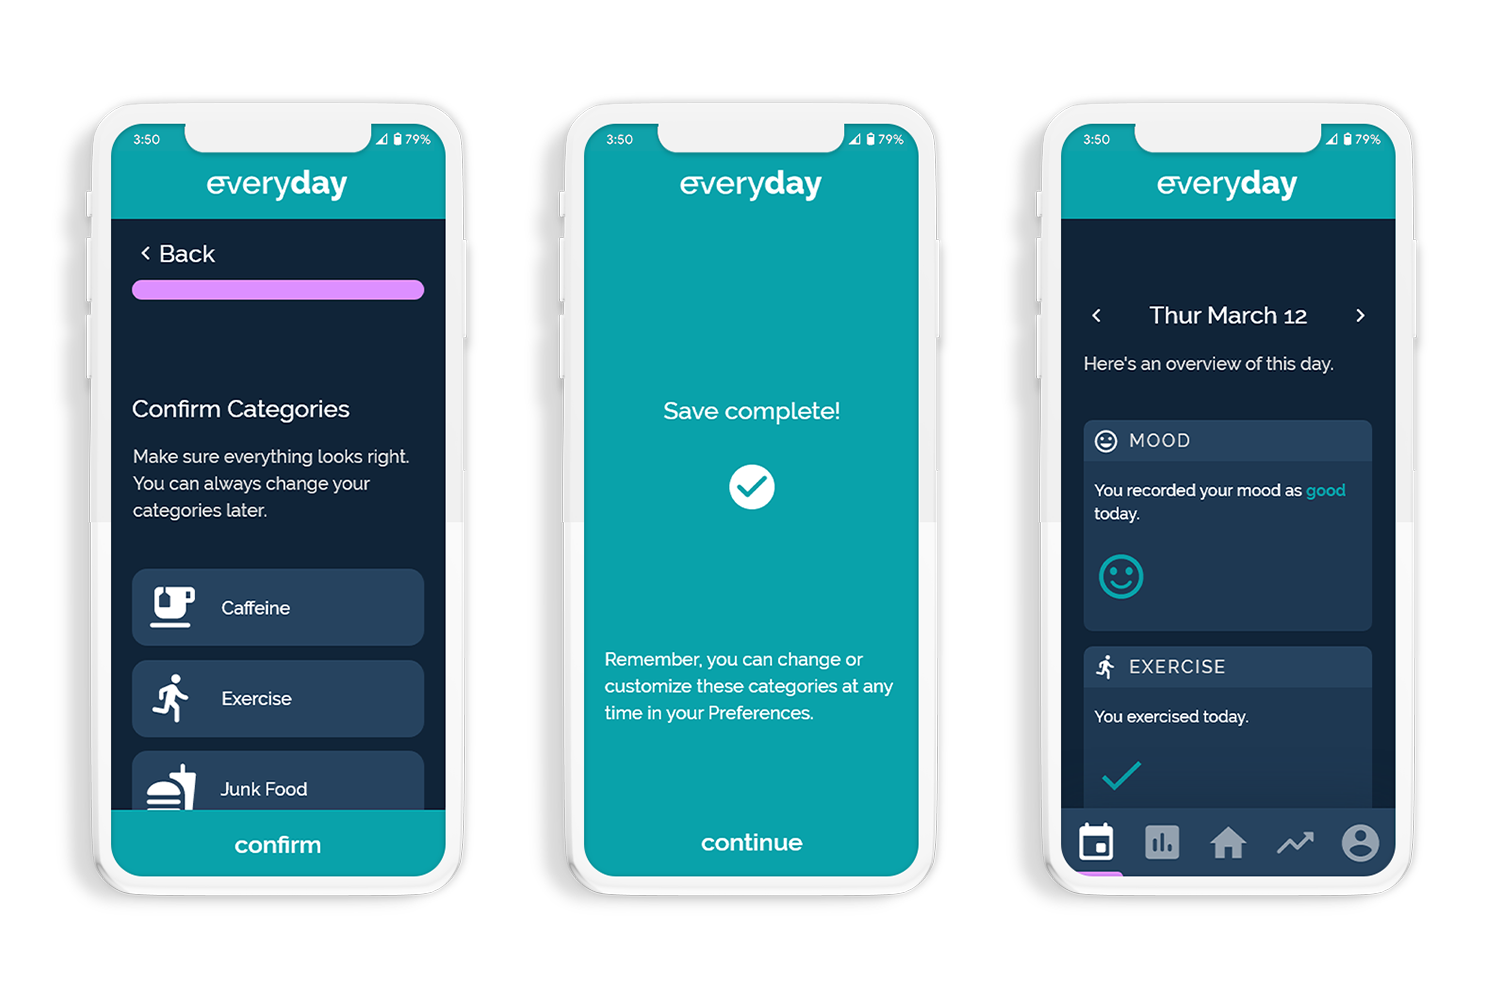 3:50
79%
everyday
Back
Confirm Categories
Make sure everything looks right.
You can always change your
categories later.
Caffeine
Exercise
Junk Food
confirm
3:50
79%
everyday
Save complete!
Remember, you can change or
customize these categories at any
time in your Preferences.
continue
3:50
79%
everyday
Thur March 12
Here's an overview of this day.
MOOD
You recorded your mood as good
today.
EXERCISE
You exercised today.